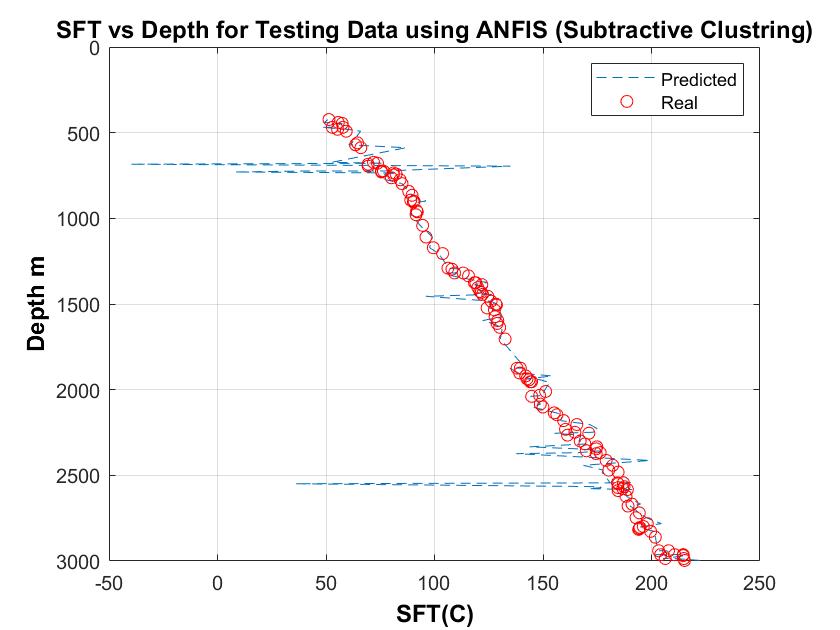 SFT vs Depth for Testing Data using ANFIS (Subtractive Clustring)
Predicted
Real
0
500
1000
1500
2000
2500
3000
Depth m
-50
0
50
100
150
200
250
SFT(C)